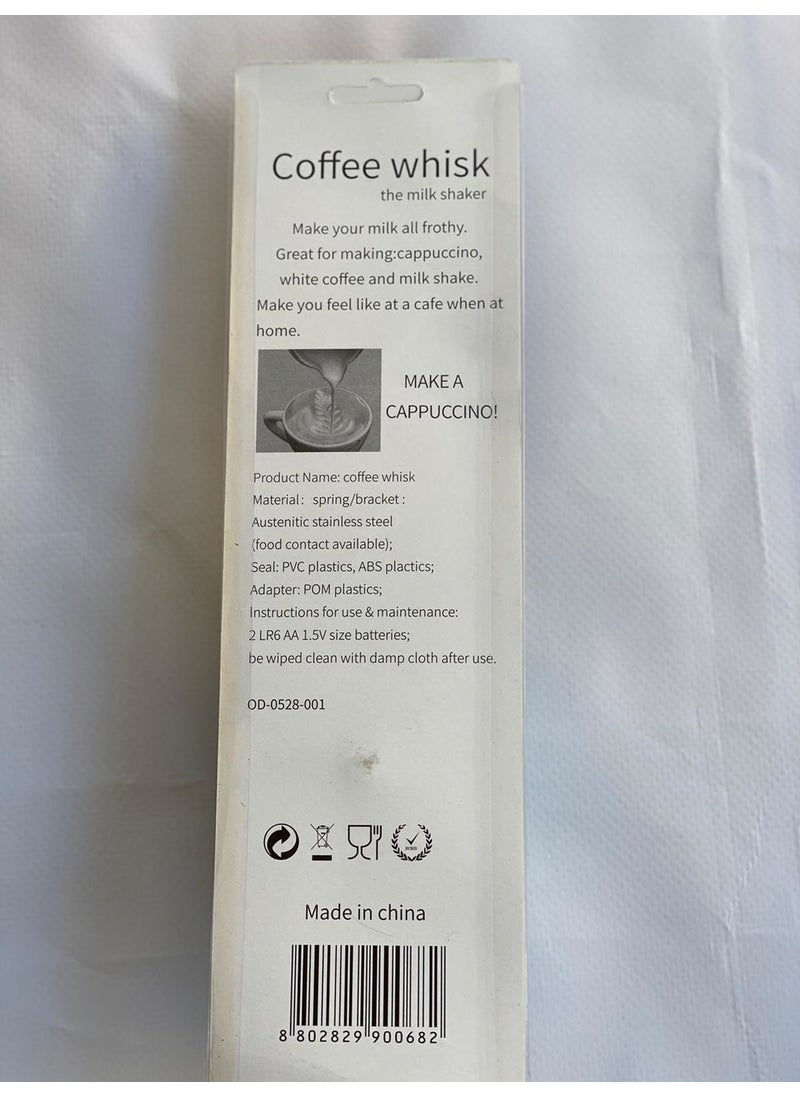 Coffee whisk
the milk shaker
Make your milk all frothy.
Great for making:cappuccino,
white coffee and milk shake.
Make you feel like at a cafe when at
home.
MAKE A
CAPPUCCINO!
Product Name: coffee whisk
Material: spring/bracket:
Austenitic stainless steel
(food contact available);
Seal: PVC plastics, ABS plactics;
Adapter: POM plastics;
Instructions for use & maintenance:
2 LR6 AA 1.5V size batteries;
be wiped clean with damp cloth after use.
OD-0528-001
Made in china
8 802829 900682